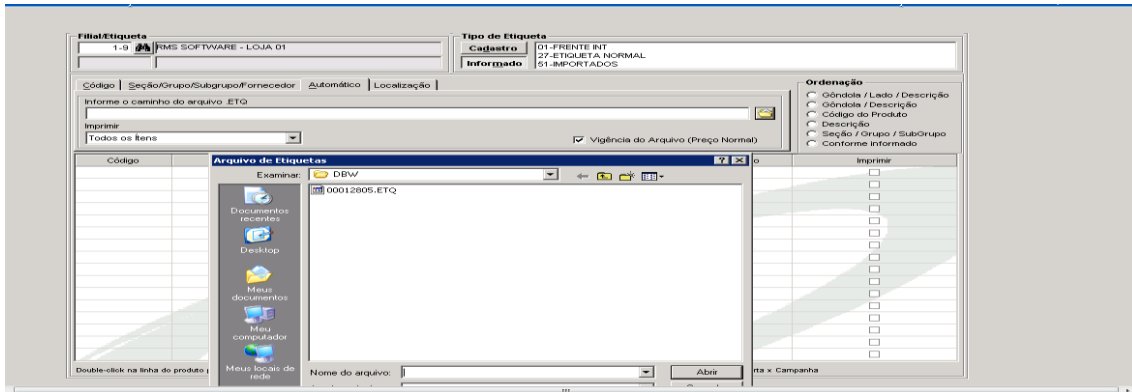 Filial/Etiqueta
1-9 RMS SOFTWARE - LOJA 01
Tipo de Etiqueta
Cadastro
Informado
01-FRENTE INT
27-ETIQUETA NORMAL
51-IMPORTADOS
Código Seção/Grupo/Subgrupo/Fornecedor Automático Localização
Informe o caminho do arquivo .ETQ
Imprimir
Todos os Ítens
Vigência do Arquivo (Preço Normal)
Ordenação
Gôndola / Lado / Descrição
Gôndola / Descrição
Código do Produto
Descrição
Seção / Grupo / SubGrupo
Conforme informado
Código
Imprimir
Arquivo de Etiquetas
Examinar: DBW
00012805.ETQ
Documentos recentes
Desktop
Meus documentos
Meu computador
Meus locais de rede
Nome do arquivo:
Abrir
Double-click na linha do produto
x Campanha